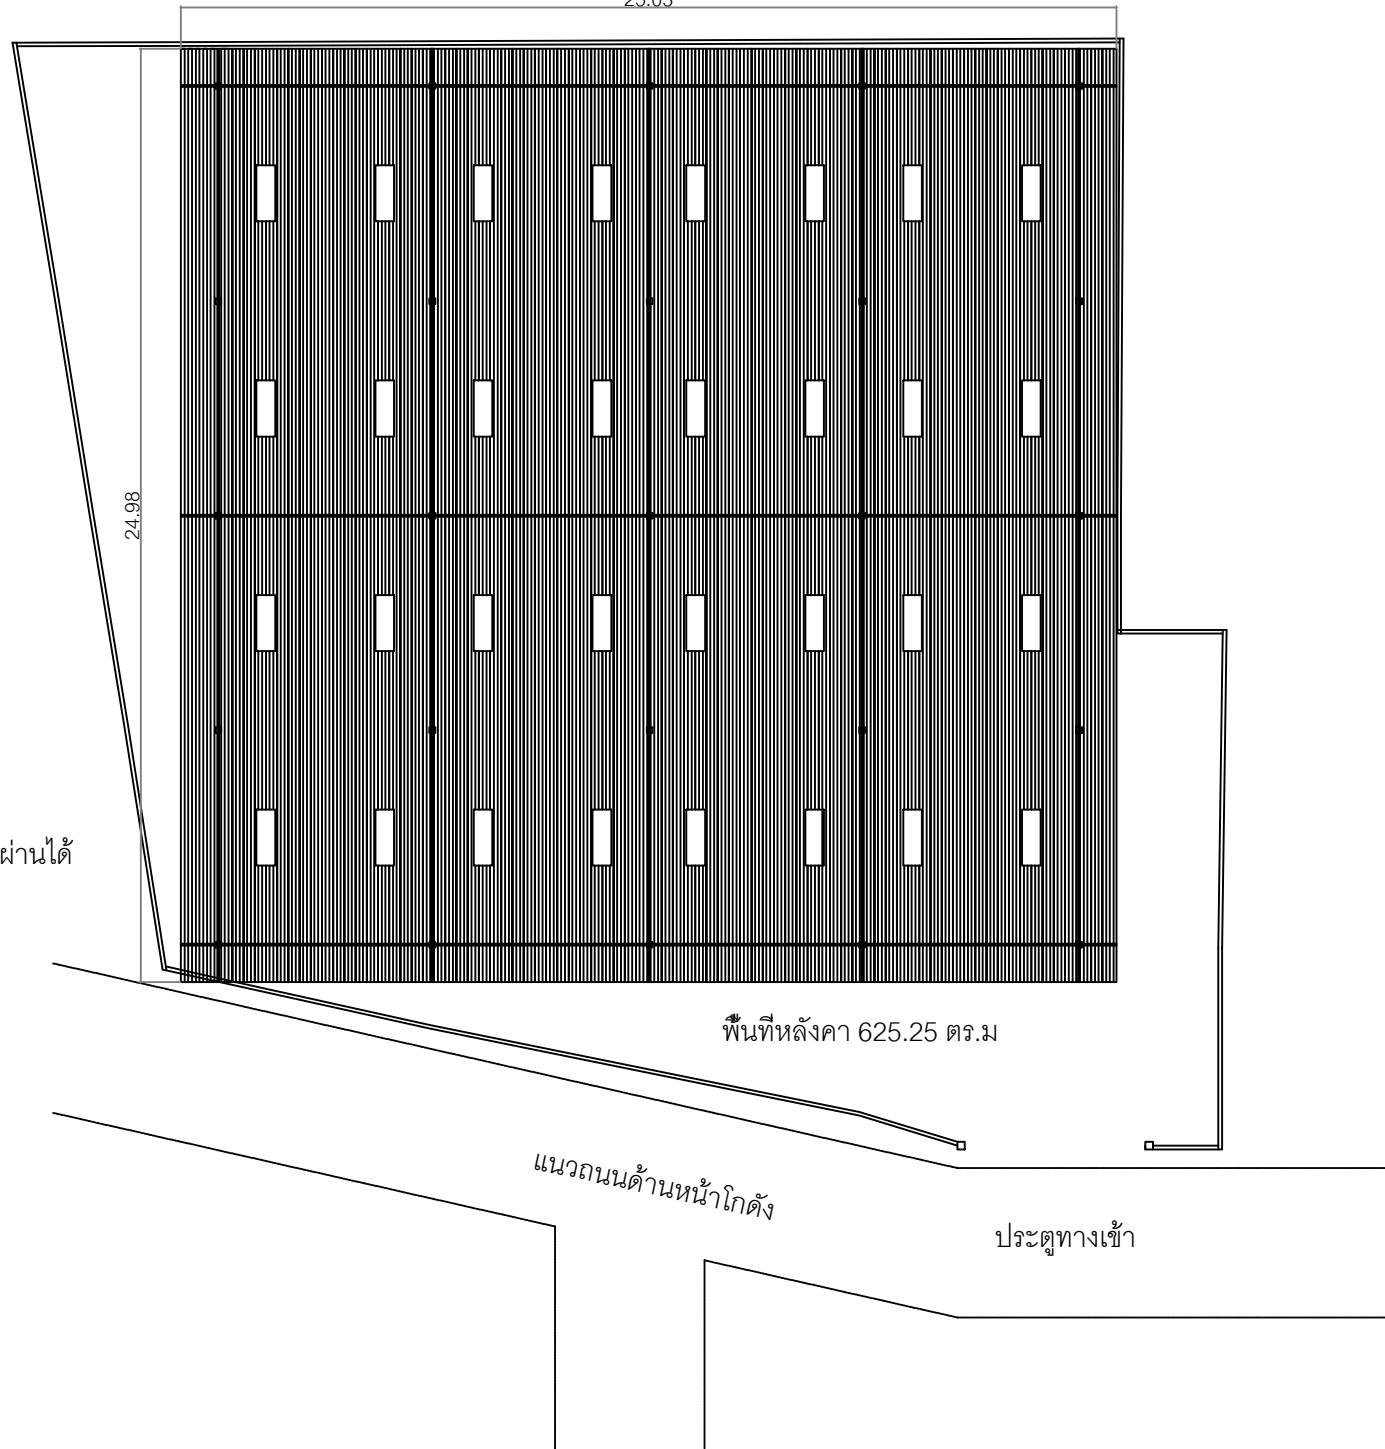 25.03
24.98
ผ่านได้
พื้นที่หลังคา 625.25 ตร.ม
แนวถนนด้านหน้าโกดัง
ประตูทางเข้า